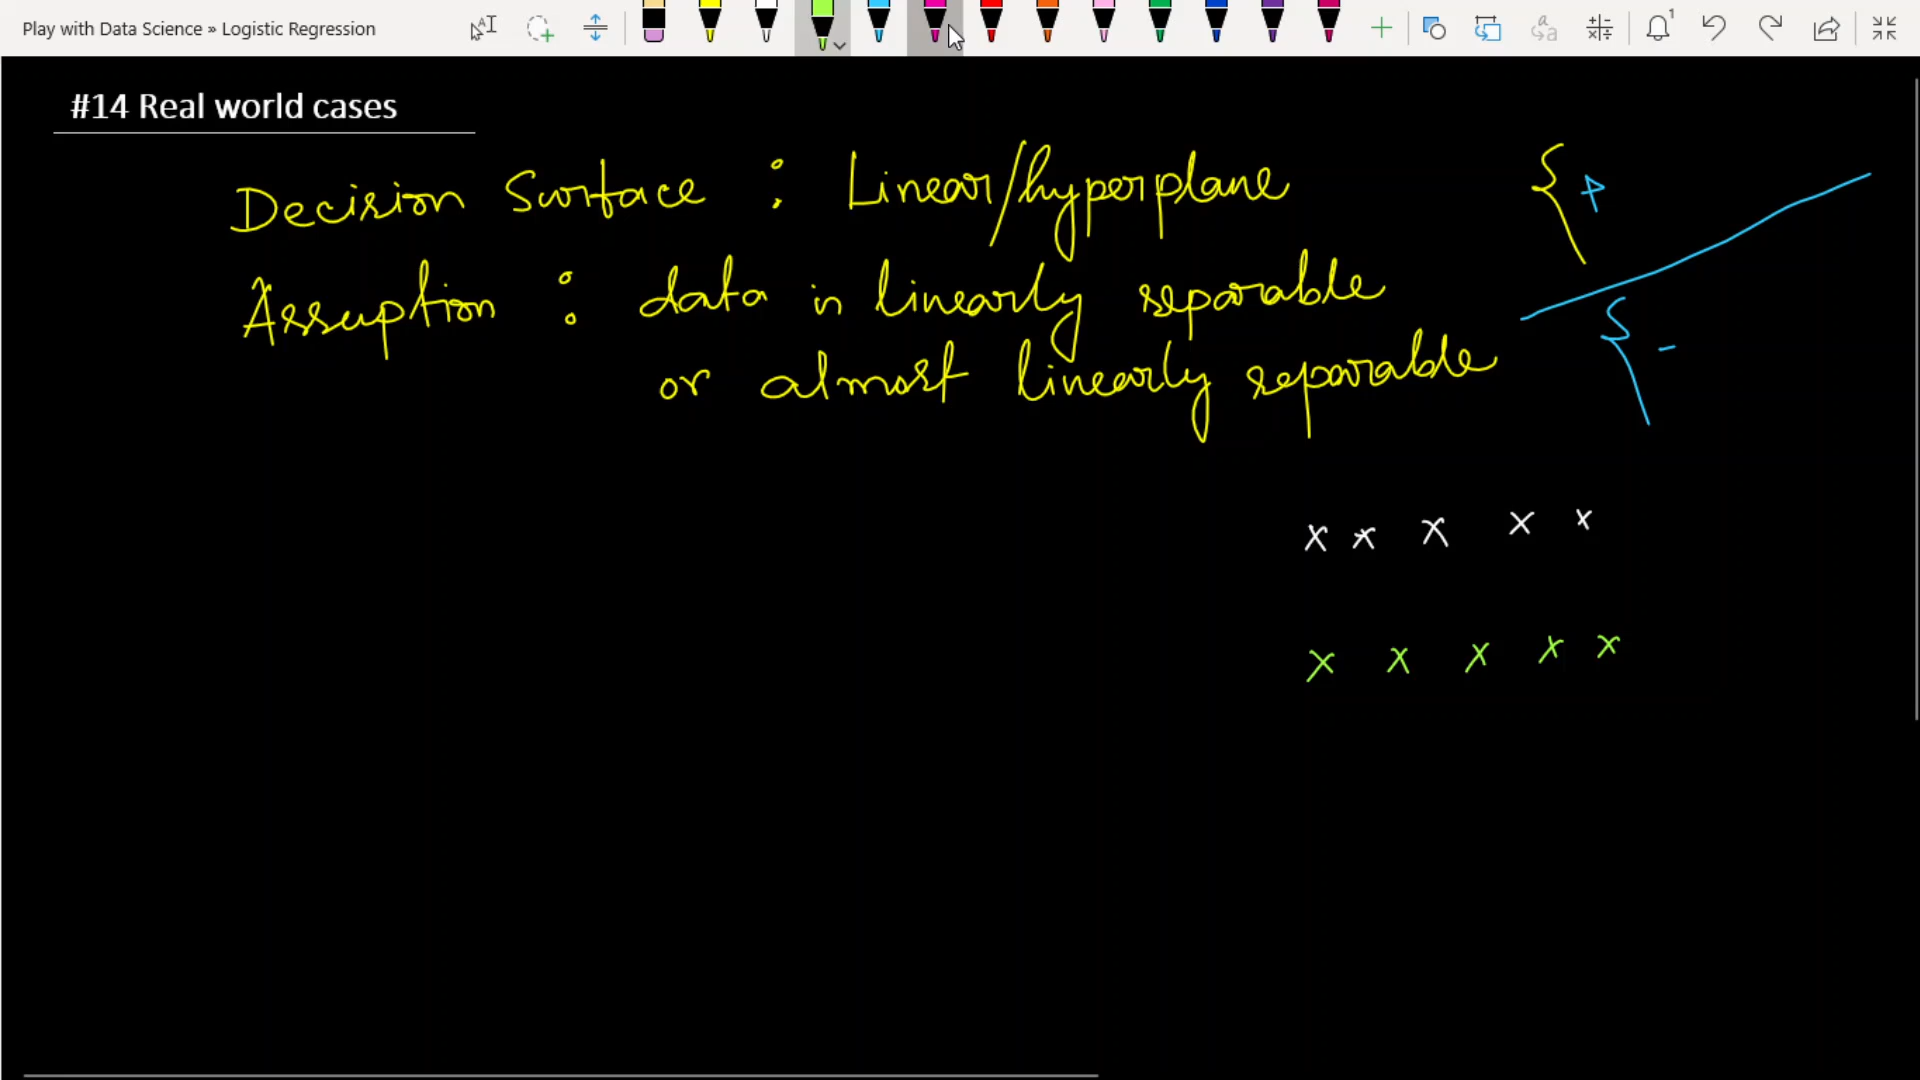 Play with Data Science » Logistic Regression
#14 Real world cases
Decision Surface : Linear/hyperplane
Assuption : data is linearly separable
or almost linearly separable
+
-
x x x x x
x x x x x